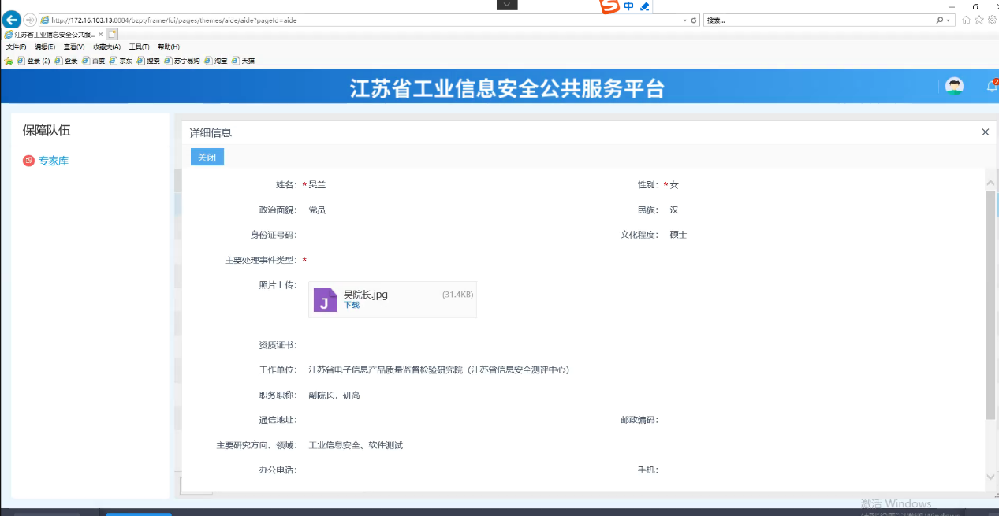 中
http://172.16.103.13:8084/bzpt/frame/fui/pages/themes/aide/aide?pageId=aide
搜索...
江苏省工业信息安全公共服...
文件(F) 编辑(E) 查看(V) 收藏夹(A) 工具(T) 帮助(H)
登录 (2) 登录 百度 京东 搜索 苏宁易购 淘宝 天猫
江苏省工业信息安全公共服务平台
2
保障队伍
专家库
详细信息
关闭
姓名： *吴兰 性别： *女
政治面貌： 党员 民族： 汉
身份证号码： 文化程度： 硕士
主要处理事件类型： *
照片上传：
J
吴院长.jpg (31.4KB)
下载
资质证书：
工作单位： 江苏省电子信息产品质量监督检验研究院（江苏省信息安全测评中心）
职务职称： 副院长，研高
通信地址： 邮政编码：
主要研究方向、领域： 工业信息安全、软件测试
办公电话： 手机：
激活 Windows